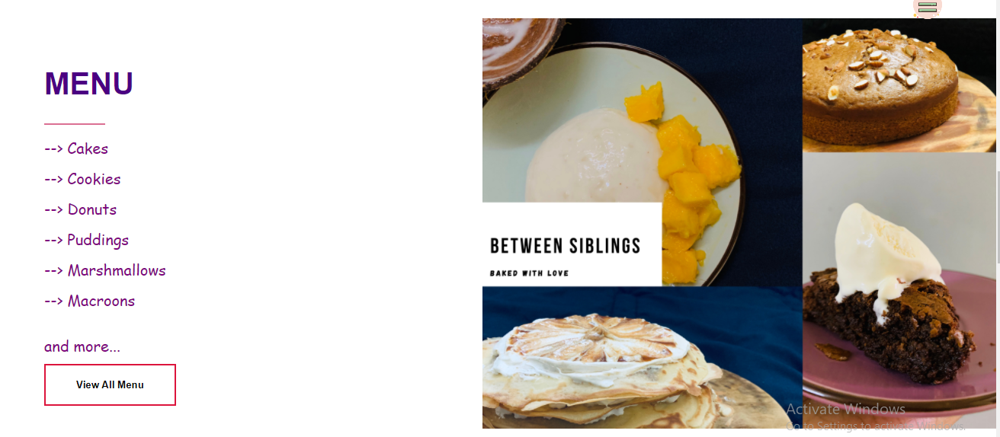 MENU
--> Cakes
--> Cookies
--> Donuts
--> Puddings
--> Marshmallows
--> Macroons
and more...
View All Menu
BETWEEN SIBLINGS
BAKED WITH LOVE
Activate Windows
Go to Settings to activate Windows.